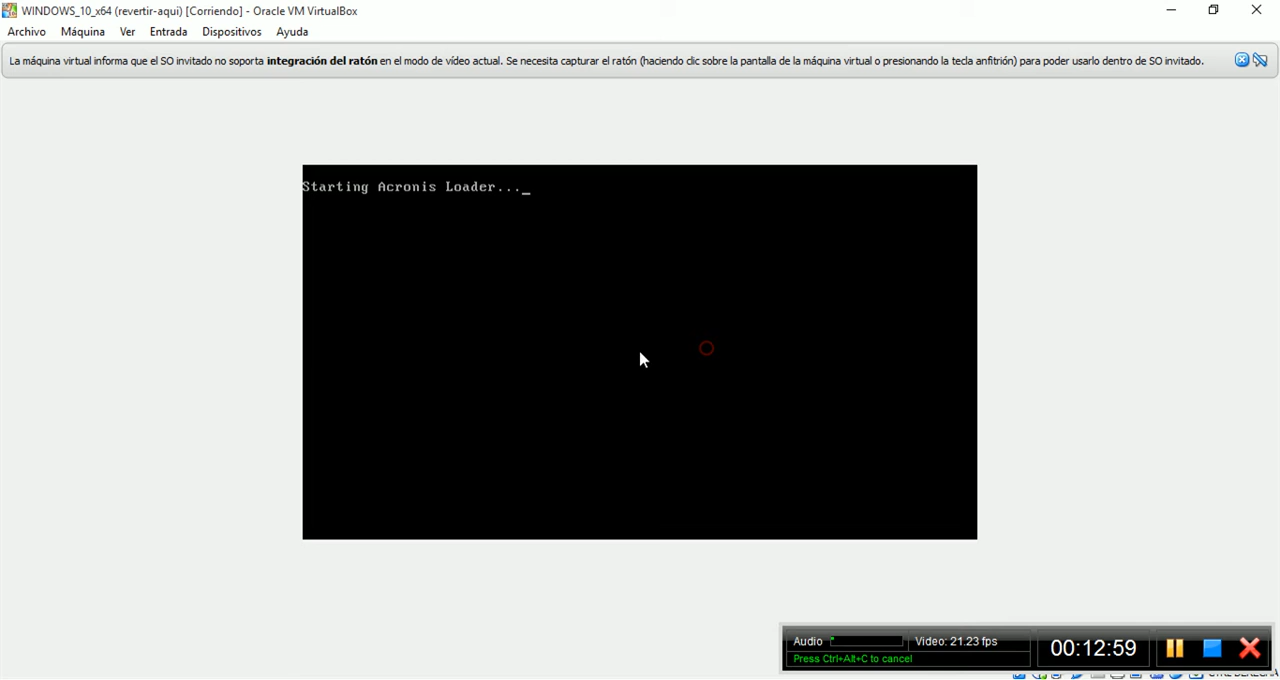 WINDOWS_10_x64 (revertir-aqui) [Corriendo] - Oracle VM VirtualBox
Archivo Máquina Ver Entrada Dispositivos Ayuda
La máquina virtual informa que el SO invitado no soporta integración del ratón en el modo de vídeo actual. Se necesita capturar el ratón (haciendo clic sobre la pantalla de la máquina virtual o presionando la tecla anfitrión) para poder usarlo dentro de SO invitado.
Starting Acronis Loader..._
Audio Video: 21.23 fps 00:12:59
Press Ctrl+Alt+C to cancel